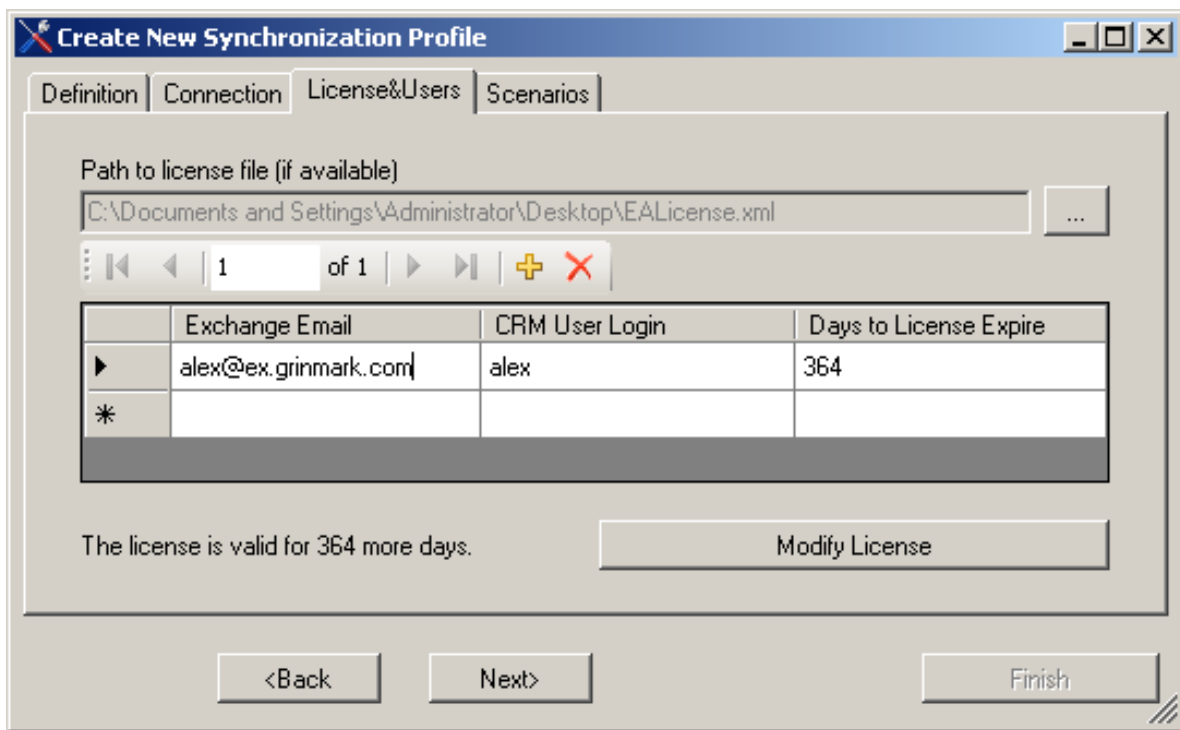 Create New Synchronization Profile
Definition Connection License&Users Scenarios
Path to license file (if available)
C:\Documents and Settings\Administrator\Desktop\EALicense.xml ...
1 of 1
Exchange Email CRM User Login Days to License Expire
alex@ex.grinmark.com alex 364
The license is valid for 364 more days. Modify License
<Back Next> Finish